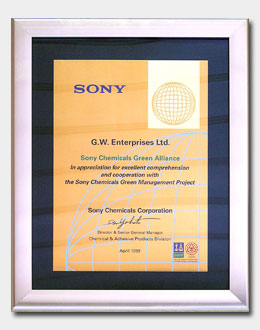 SONY
G.W. Enterprises Ltd.
Sony Chemicals Green Alliance
In appreciation for excellent comprehension
and cooperation with
the Sony Chemicals Green Management Project
Sony Chemicals Corporation
Director & Senior General Manager
Chemical & Adhesive Products Division